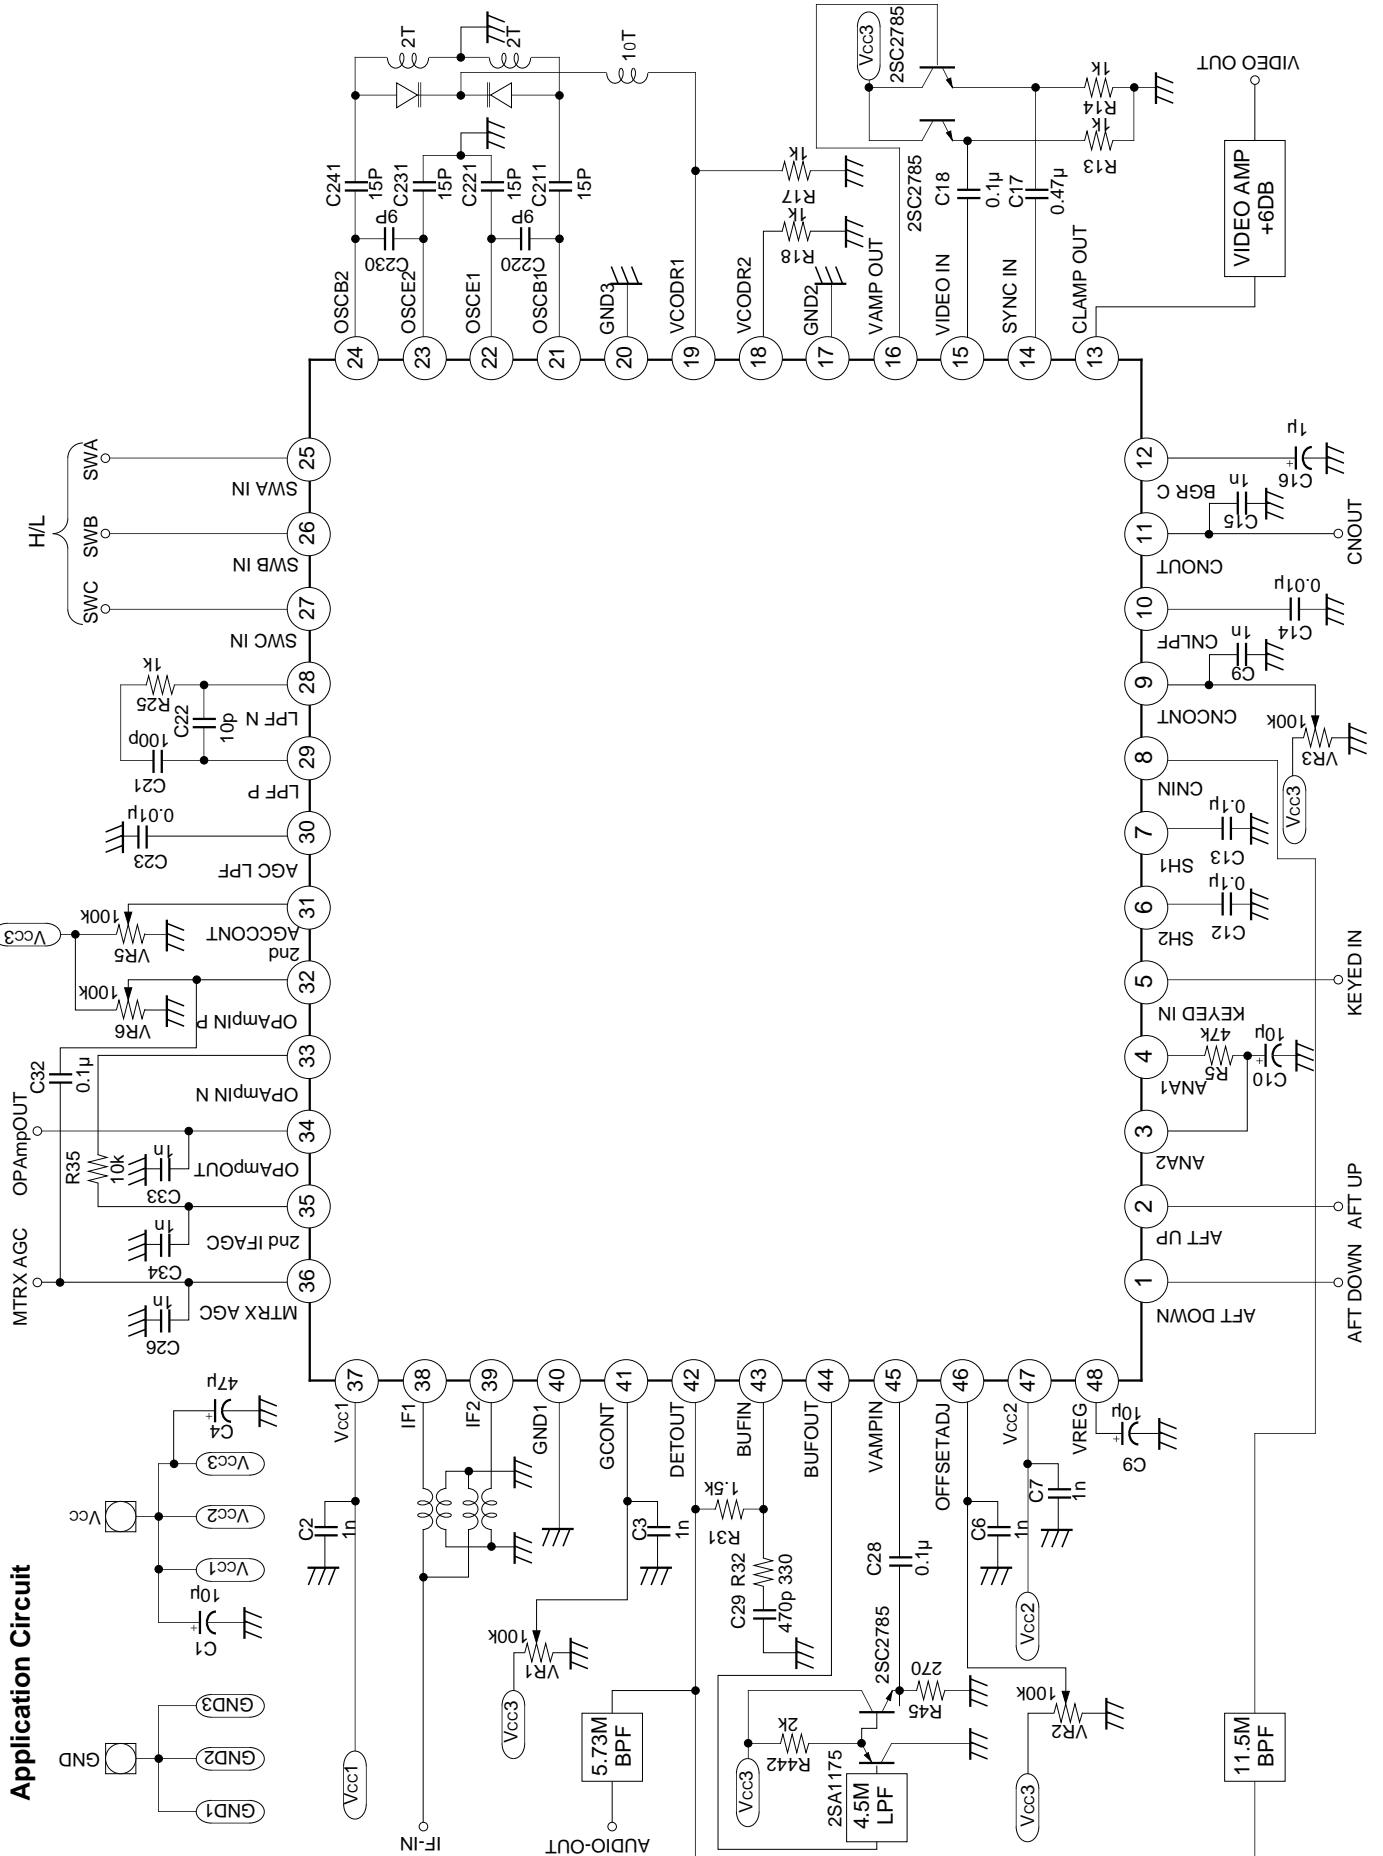 Application Circuit
GND
GND1
GND2
GND3
Vcc
Vcc1
Vcc2
Vcc3
C1
10µ
C4
47µ
MTRX AGC
OPAmpOUT
C26
1n
C34
1n
C33
1n
R35
10k
C32
0.1µ
VR6
100k
VR5
100k
Vcc3
C23
0.01µ
C21
100p
C22
10p
R25
1k
H/L
SWC
SWB
SWA
MTRX AGC
2nd IFAGC
OPAmpOUT
OPAmpIN N
OPAmpIN P
2nd
AGCCONT
AGC LPF
LPF P
LPF N
SWC IN
SWB IN
SWA IN
36
35
34
33
32
31
30
29
28
27
26
25
37
38
39
40
41
42
43
44
45
46
47
48
Vcc1
IF1
IF2
GND1
GCONT
DETOUT
BUFIN
BUFOUT
VAMPIN
OFFSETADJ
Vcc2
VREG
C2
1n
Vcc1
IF-IN
C3
1n
VR1
100k
Vcc3
5.73M
BPF
AUDIO-OUT
R31
1.5k
C29 R32
470p 330
C28
0.1µ
2SC2785
R45
270
R442
2k
Vcc3
2SA1175
4.5M
LPF
C6
1n
C7
1n
Vcc2
VR2
100k
Vcc3
C9
10µ
11.5M
BPF
24
23
22
21
20
19
18
17
16
15
14
13
OSCB2
OSCE2
OSCE1
OSCB1
GND3
VCODR1
VCODR2
GND2
VAMP OUT
VIDEO IN
SYNC IN
CLAMP OUT
C230
9P
C220
9P
C241
15P
C231
15P
C221
15P
C211
15P
2T
2T
10T
R17
1k
R18
1k
Vcc3
2SC2785
2SC2785
C18
0.1µ
C17
0.47µ
R14
1k
R13
1k
VIDEO AMP
+6DB
VIDEO OUT
1
2
3
4
5
6
7
8
9
10
11
12
AFT DOWN
AFT UP
ANA2
ANA1
KEYED IN
SH2
SH1
CNIN
CNCONT
CNLPF
CNOUT
BGR C
R5
47k
C10
10µ
C12
0.1µ
C13
0.1µ
C9
1n
VR3
100k
Vcc3
C14
0.01µ
C15
1n
C16
1µ
AFT DOWN
AFT UP
KEYED IN
CNOUT